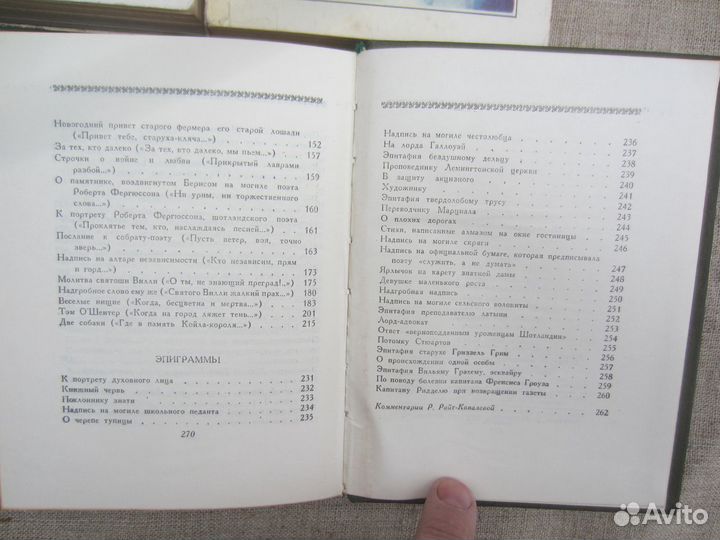 Новогодний привет старого фермера его старой лошади
(«Привет тебе, старуха-кляча...») . . . . . . . 152
За тех, кто далеко («За тех, кто далеко, мы пьем...») . 157
Строчки о войне и любви («Прикрытый лаврами
разбой...») . . . . . . . . . . . . . 159
О памятнике, воздвигнутом Бернсом на могиле поэта
Роберта Фергюссона («Ни урны, ни торжественного
слова...») . . . . . . . . . . . . . 160
К портрету Роберта Фергюссона, шотландского поэта
(«Проклятье тем, кто, наслаждаясь песней...») . . 161
Послание к собрату-поэту («Пусть ветер, воя, точно
зверь...») . . . . . . . . . . . . . 163
Надпись на алтаре независимости («Кто независим, прям
и горд...») . . . . . . . . . . . . . 173
Молитва святоши Вилли («О ты, не знающий преград!») . 175
Надгробное слово ему же («Святого Вилли жалкий прах...») . 180
Веселые нищие («Когда, бесцветна и мертва...») . . . 183
Тэм О'Шентер («Когда на город ляжет тень...») . . . 201
Две собаки («Где в память Койла-короля...») . . . . 215
ЭПИГРАММЫ
К портрету духовного лица . . . . . . . . . 231
Книжный червь . . . . . . . . . . . . 232
Поклоннику знати . . . . . . . . . . . 233
Надпись на могиле школьного педанта . . . . . . 234
О черепе тупицы . . . . . . . . . . . . 235
270
Надпись на могиле честолюбца . . . . . . . . 236
На лорда Галлоуэй . . . . . . . . . . . 237
Эпитафия бездушному дельцу . . . . . . . . 238
Проповеднику Лемингтонской церкви . . . . . . 239
В защиту акцизного . . . . . . . . . . . 240
Художнику . . . . . . . . . . . . . 241
Эпитафия твердолобому трусу . . . . . . . . 242
Переводчику Марциала . . . . . . . . . . 243
О плохих дорогах . . . . . . . . . . . 244
Стихи, написанные алмазом на окне гостиницы . . . 245
Надпись на могиле сквяги . . . . . . . . . 246
Надпись на официальной бумаге, которая предписывала
поэту «служить, а не думать» . . . . . . . . 247
Ярлычок на карету знатной дамы . . . . . . . 248
Девушке маленького роста . . . . . . . . . 249
Надгробная надпись . . . . . . . . . . . 250
Надпись на могиле сельского волокиты . . . . . 251
Эпитафия преподавателю латыни . . . . . . . 252
Лорд-адвокат . . . . . . . . . . . . . 253
Ответ «верноподданным уроженцам Шотландии» . . . 254
Потомку Стюартов . . . . . . . . . . . 255
Эпитафия старухе Гризвель Грим . . . . . . . 256
О происхождении одной особы . . . . . . . . 257
Эпитафия Вильяму Грэхему, эсквайру . . . . . . 258
По поводу болезни капитана Френсиса Гроуза . . . 259
Капитану Ридделю при возвращении газеты . . . . 260
Комментарии Р. Райт-Ковалевой . . . . . . . . 262
Avito